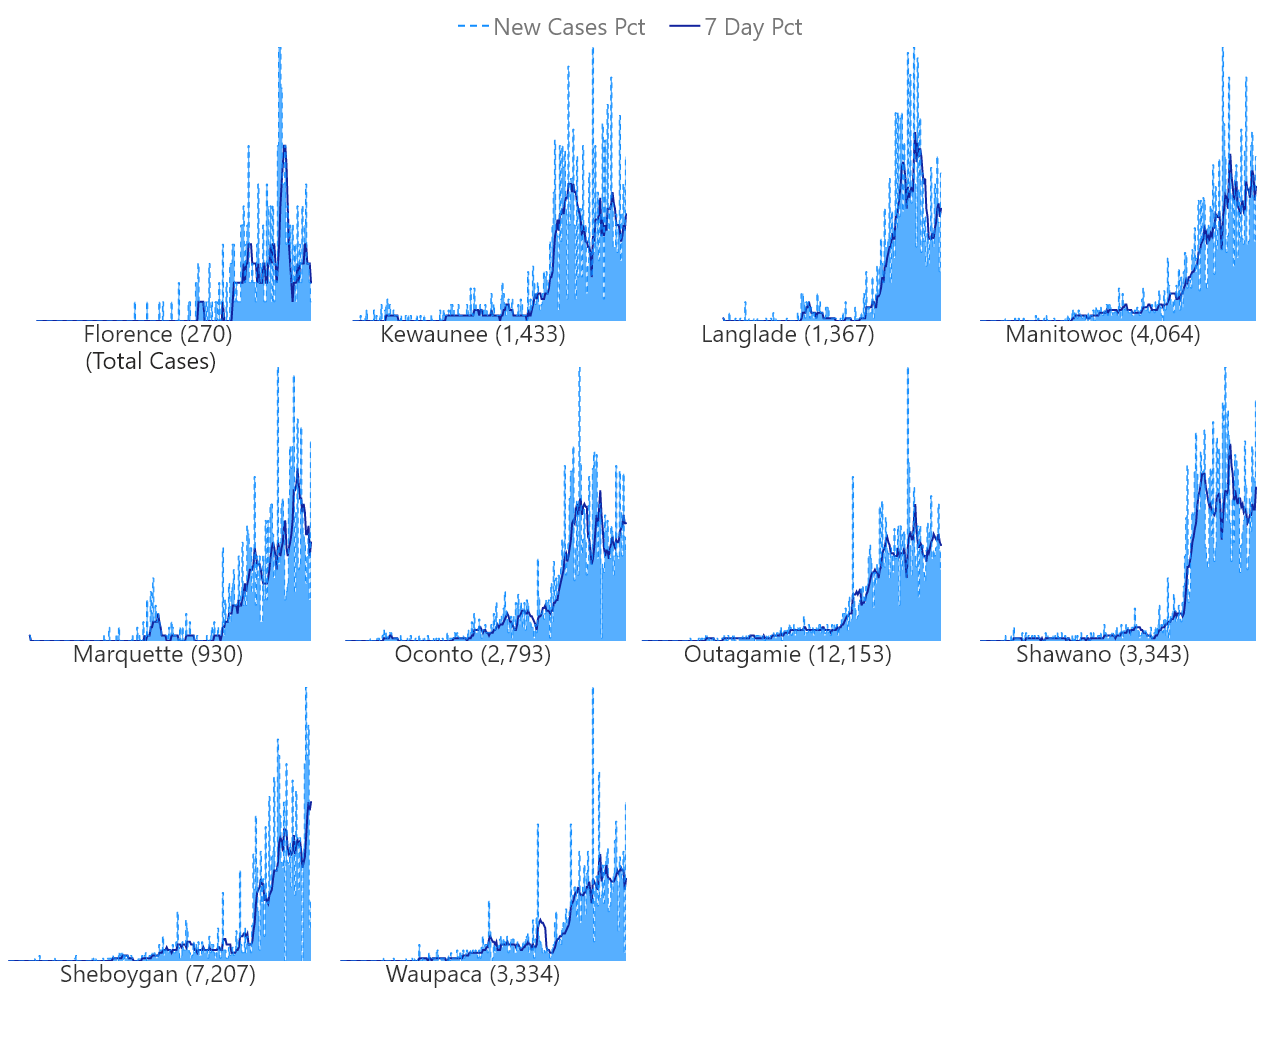 New Cases Pct 7 Day Pct
Florence (270) Kewaunee (1,433) Langlade (1,367) Manitowoc (4,064)
(Total Cases)
Marquette (930) Oconto (2,793) Outagamie (12,153) Shawano (3,343)
Sheboygan (7,207) Waupaca (3,334)